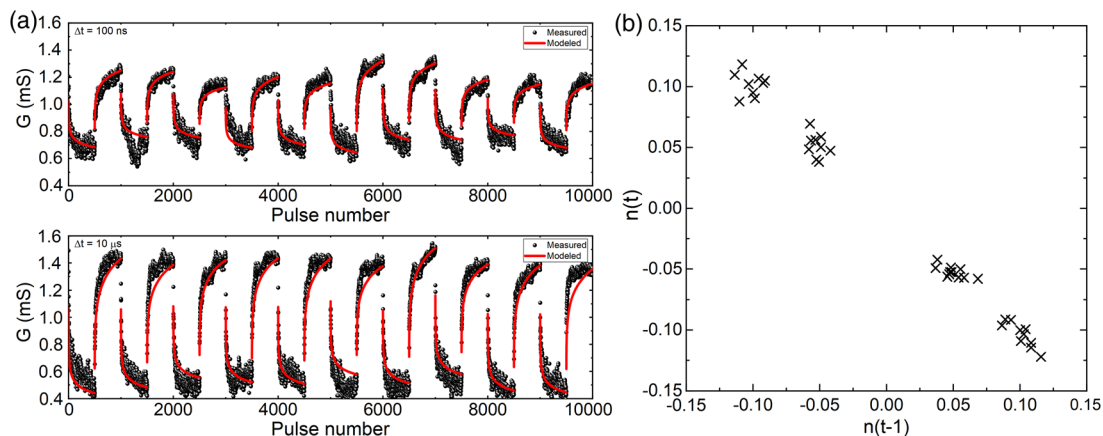 (a)
Δt = 100 ns
Measured
Modeled
1.6
1.4
1.2
1.0
0.8
0.6
0.4
G (mS)
0 2000 4000 6000 8000 10000
Pulse number
Δt = 10 μs
Measured
Modeled
1.6
1.4
1.2
1.0
0.8
0.6
0.4
G (mS)
0 2000 4000 6000 8000 10000
Pulse number
(b)
0.15
0.10
0.05
0.00
-0.05
-0.10
-0.15
n(t)
-0.15 -0.10 -0.05 0.00 0.05 0.10 0.15
n(t-1)